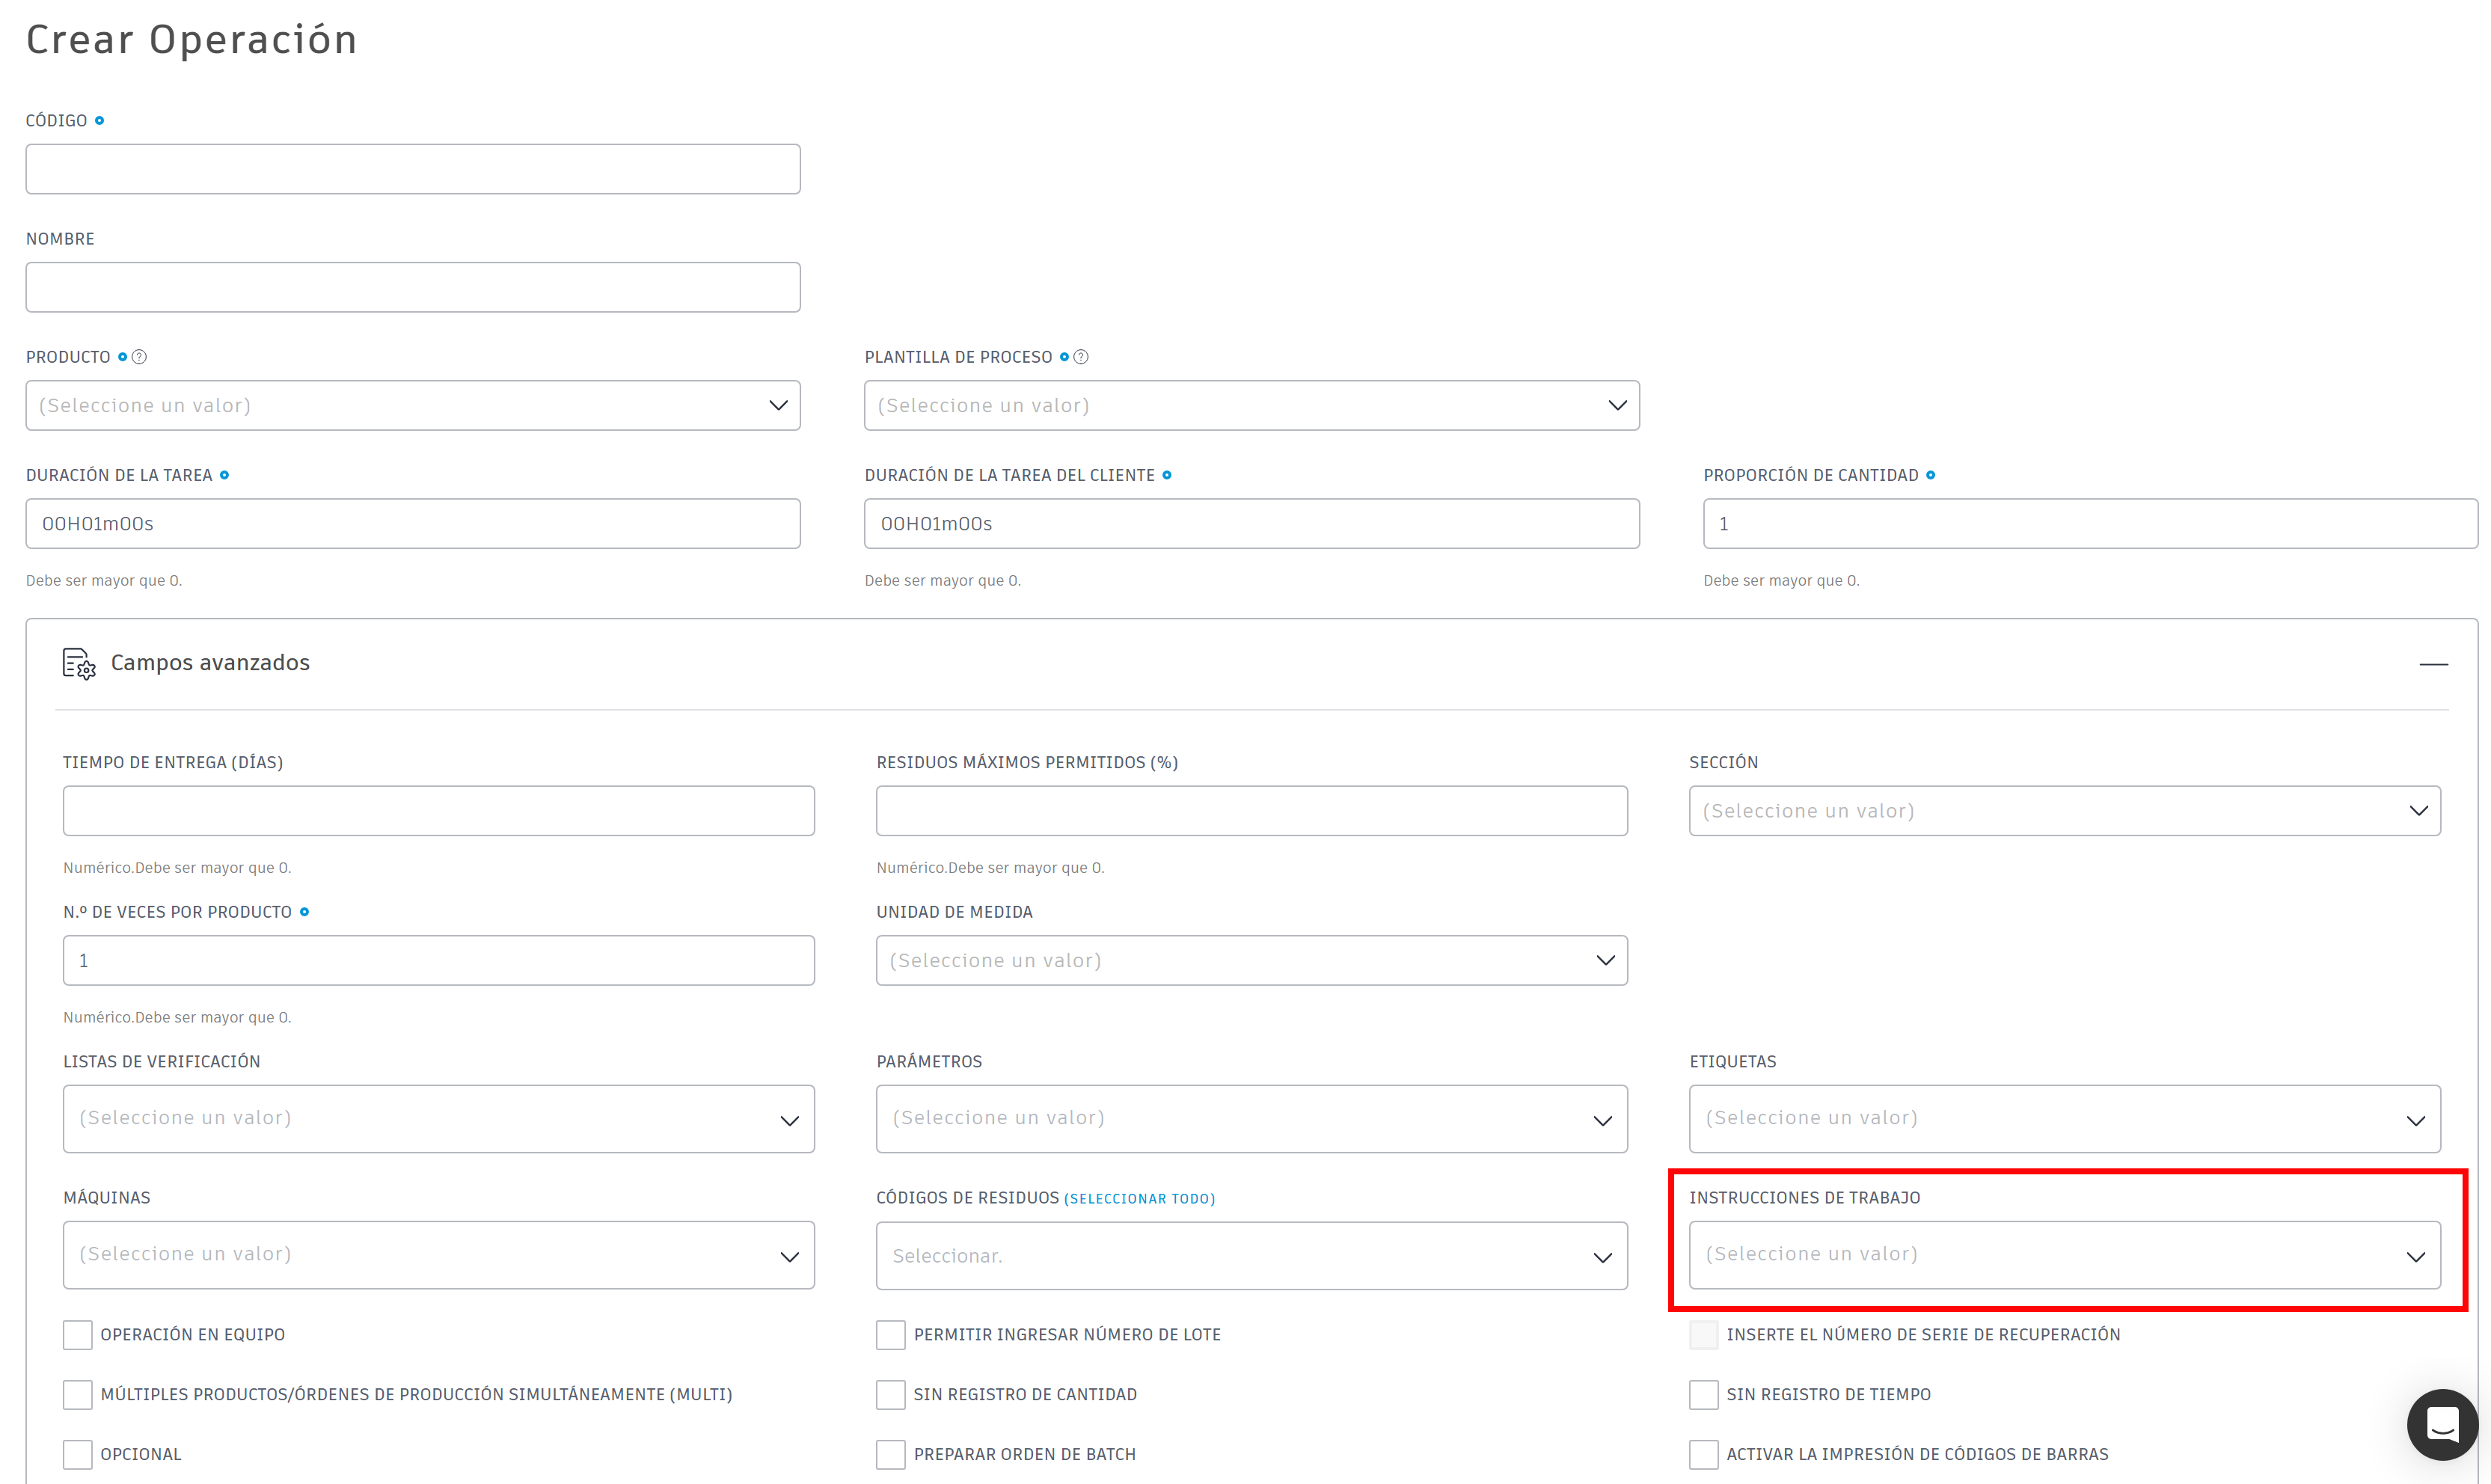 Crear Operación
CÓDIGO
NOMBRE
PRODUCTO
PLANTILLA DE PROCESO
(Seleccione un valor)
(Seleccione un valor)
DURACIÓN DE LA TAREA
DURACIÓN DE LA TAREA DEL CLIENTE
PROPORCIÓN DE CANTIDAD
00H01m00s
00H01m00s
1
Debe ser mayor que 0.
Debe ser mayor que 0.
Debe ser mayor que 0.
Campos avanzados
TIEMPO DE ENTREGA (DÍAS)
RESIDUOS MÁXIMOS PERMITIDOS (%)
SECCIÓN
(Seleccione un valor)
Numérico.Debe ser mayor que 0.
Numérico.Debe ser mayor que 0.
N.º DE VECES POR PRODUCTO
UNIDAD DE MEDIDA
1
(Seleccione un valor)
Numérico.Debe ser mayor que 0.
LISTAS DE VERIFICACIÓN
PARÁMETROS
ETIQUETAS
(Seleccione un valor)
(Seleccione un valor)
(Seleccione un valor)
MÁQUINAS
CÓDIGOS DE RESIDUOS (SELECCIONAR TODO)
INSTRUCCIONES DE TRABAJO
(Seleccione un valor)
Seleccionar.
(Seleccione un valor)
OPERACIÓN EN EQUIPO
PERMITIR INGRESAR NÚMERO DE LOTE
INSERTE EL NÚMERO DE SERIE DE RECUPERACIÓN
MÚLTIPLES PRODUCTOS/ÓRDENES DE PRODUCCIÓN SIMULTÁNEAMENTE (MULTI)
SIN REGISTRO DE CANTIDAD
SIN REGISTRO DE TIEMPO
OPCIONAL
PREPARAR ORDEN DE BATCH
ACTIVAR LA IMPRESIÓN DE CÓDIGOS DE BARRAS